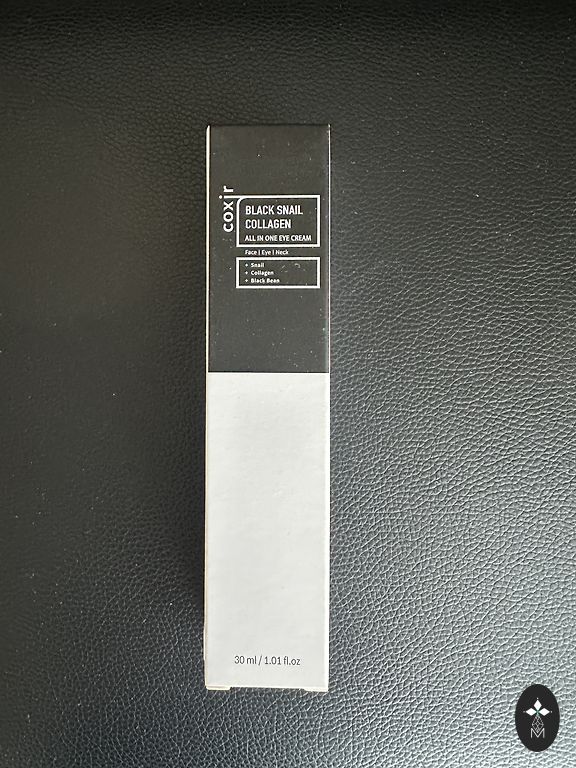 coxir
BLACK SNAIL
COLLAGEN
ALL IN ONE EYE CREAM
Face | Eye | Neck
+ Snail
+ Collagen
+ Black Bean
30 ml / 1.01 fl.oz
M